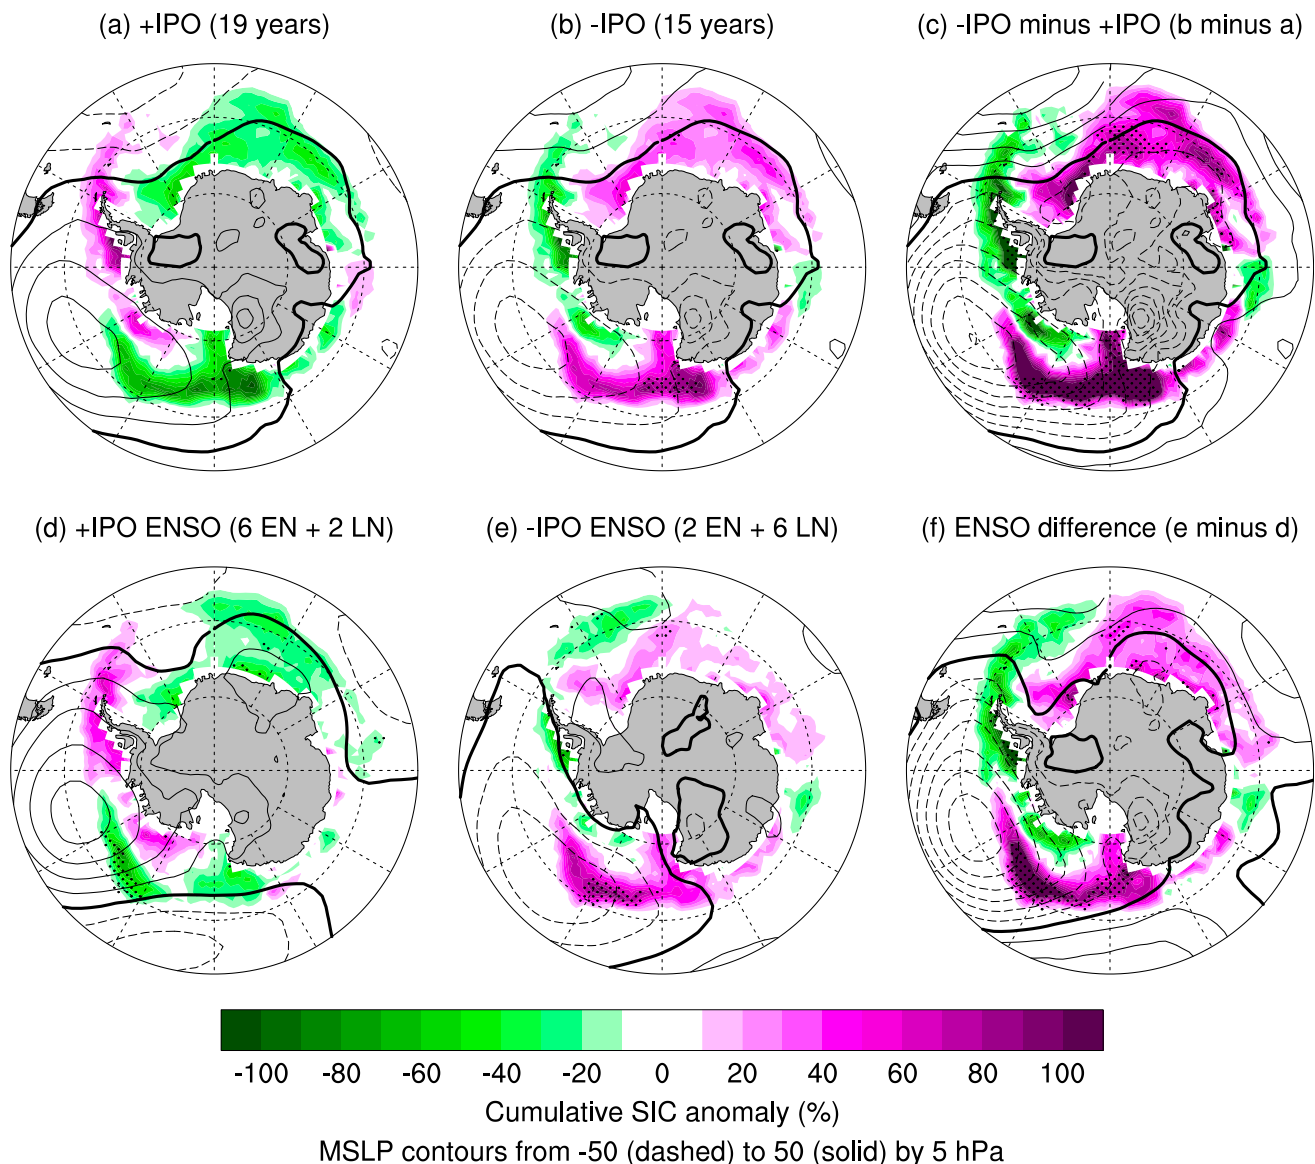 (a) +IPO (19 years)
(b) -IPO (15 years)
(c) -IPO minus +IPO (b minus a)
(d) +IPO ENSO (6 EN + 2 LN)
(e) -IPO ENSO (2 EN + 6 LN)
(f) ENSO difference (e minus d)
-100 -80 -60 -40 -20 0 20 40 60 80 100
Cumulative SIC anomaly (%)
MSLP contours from -50 (dashed) to 50 (solid) by 5 hPa